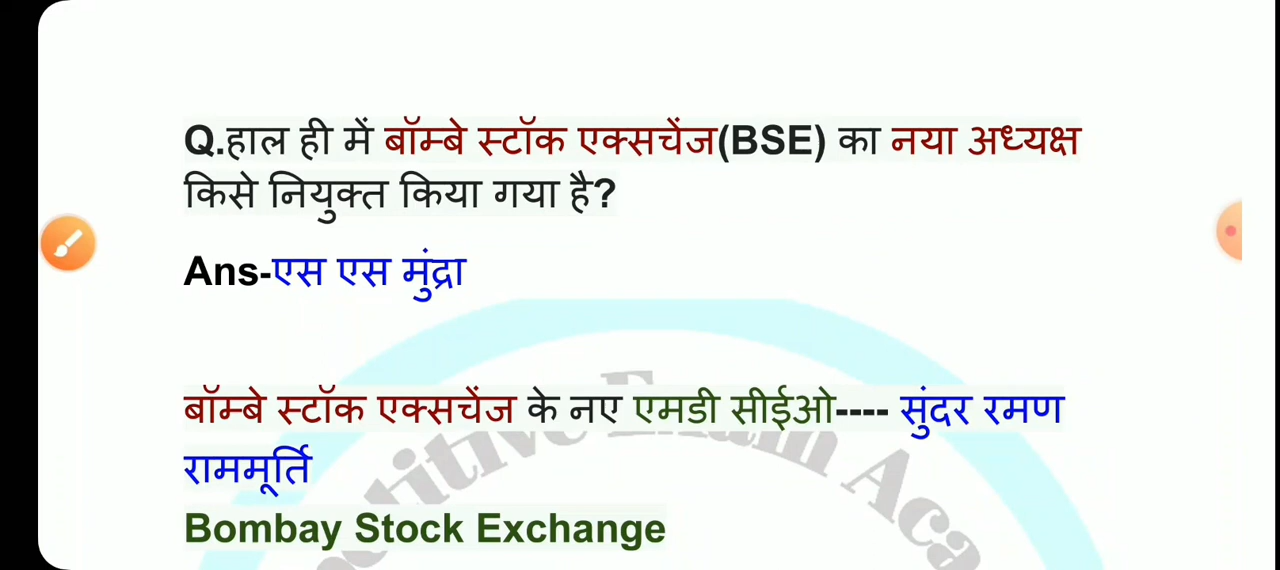 Q.हाल ही में बॉम्बे स्टॉक एक्सचेंज(BSE) का नया अध्यक्ष
किसे नियुक्त किया गया है?
Ans-एस एस मुंद्रा
बॉम्बे स्टॉक एक्सचेंज के नए एमडी सीईओ---- सुंदर रमण
राममूर्ति
Bombay Stock Exchange